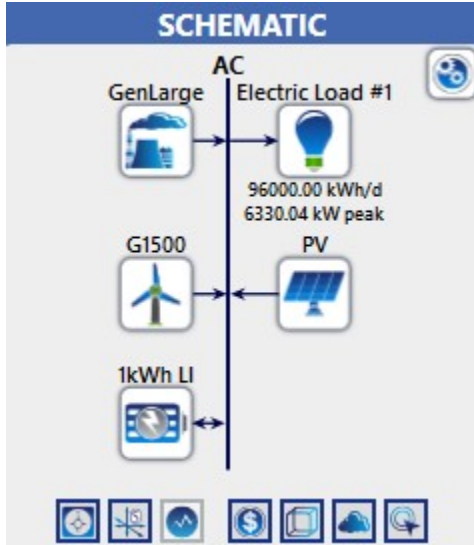 SCHEMATIC
AC
GenLarge
Electric Load #1
96000.00 kWh/d
6330.04 kW peak
G1500
PV
1kWh LI